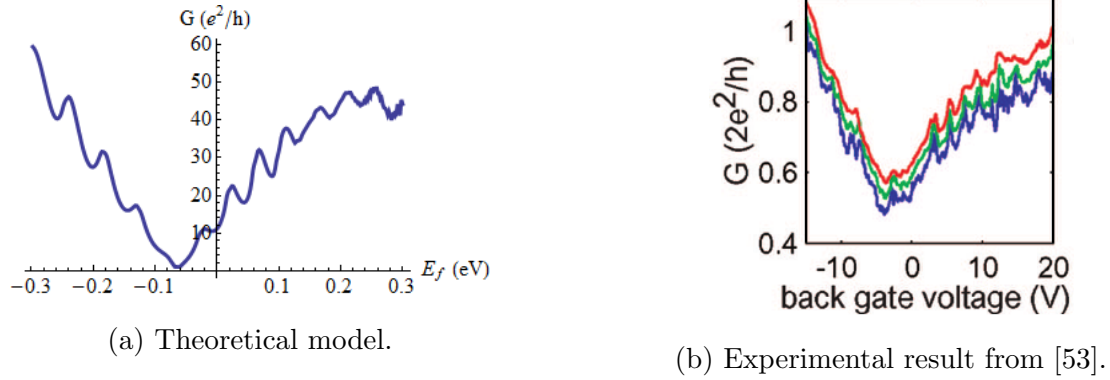 G (e²/h)
60
50
40
30
20
10
−0.3 −0.2 −0.1 0.1 0.2 0.3
E_f (eV)
(a) Theoretical model.
G (2e²/h)
1
0.8
0.6
0.4
-10 0 10 20
back gate voltage (V)
(b) Experimental result from [53].